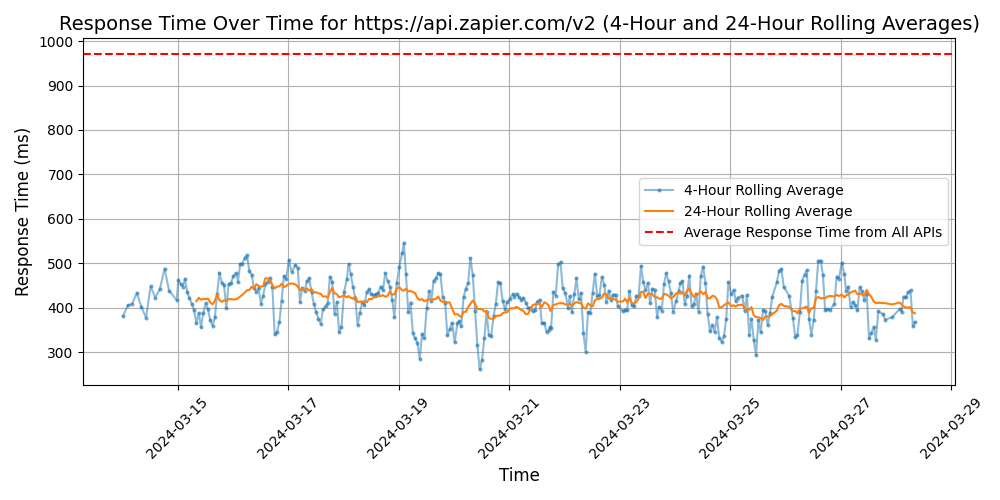 Response Time Over Time for https://api.zapier.com/v2 (4-Hour and 24-Hour Rolling Averages)
Response Time (ms)
1000
900
800
700
600
500
400
300
4-Hour Rolling Average
24-Hour Rolling Average
Average Response Time from All APIs
2024-03-15
2024-03-17
2024-03-19
2024-03-21
2024-03-23
2024-03-25
2024-03-27
2024-03-29
Time